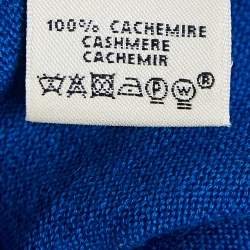 100% CACHEMIRE
CASHMERE
CACHEMIR
P W ®